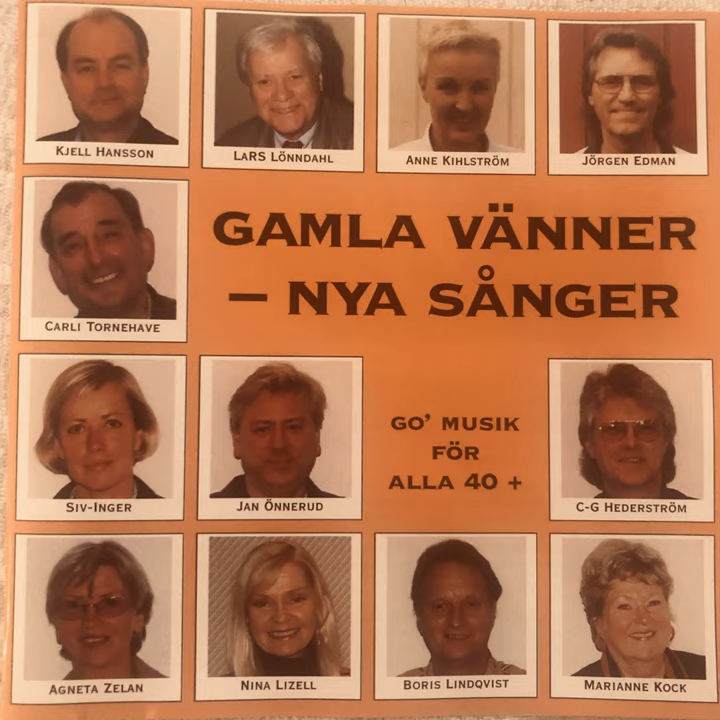 KJELL HANSSON
LaRS LÖNNDAHL
ANNE KIHLSTRÖM
JÖRGEN EDMAN
GAMLA VÄNNER
– NYA SÅNGER
CARLI TORNEHAVE
GO' MUSIK
FÖR
ALLA 40 +
SIV-INGER
JAN ÖNNERUD
C-G HEDERSTRÖM
AGNETA ZELAN
NINA LIZELL
BORIS LINDQVIST
MARIANNE KOCK